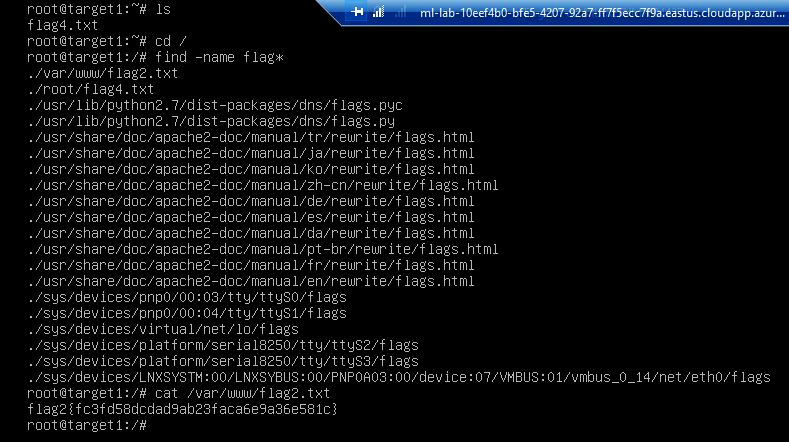 root@target1:~# ls
ml-lab-10eef4b0-bfe5-4207-92a7-ff7f5ecc7f9a.eastus.cloudapp.azur...
flag4.txt
root@target1:~# cd /
root@target1:/# find -name flag*
./var/www/flag2.txt
./root/flag4.txt
./usr/lib/python2.7/dist-packages/dns/flags.pyc
./usr/lib/python2.7/dist-packages/dns/flags.py
./usr/share/doc/apache2-doc/manual/tr/rewrite/flags.html
./usr/share/doc/apache2-doc/manual/ja/rewrite/flags.html
./usr/share/doc/apache2-doc/manual/ko/rewrite/flags.html
./usr/share/doc/apache2-doc/manual/zh-cn/rewrite/flags.html
./usr/share/doc/apache2-doc/manual/de/rewrite/flags.html
./usr/share/doc/apache2-doc/manual/es/rewrite/flags.html
./usr/share/doc/apache2-doc/manual/da/rewrite/flags.html
./usr/share/doc/apache2-doc/manual/pt-br/rewrite/flags.html
./usr/share/doc/apache2-doc/manual/fr/rewrite/flags.html
./usr/share/doc/apache2-doc/manual/en/rewrite/flags.html
./sys/devices/pnp0/00:03/tty/ttyS0/flags
./sys/devices/pnp0/00:04/tty/ttyS1/flags
./sys/devices/virtual/net/lo/flags
./sys/devices/platform/serial8250/tty/ttyS2/flags
./sys/devices/platform/serial8250/tty/ttyS3/flags
./sys/devices/LNXSYSTM:00/LNXSYBUS:00/PNP0A03:00/device:07/VMBUS:01/vmbus_0_14/net/eth0/flags
root@target1:/# cat /var/www/flag2.txt
flag2{fc3fd58dcdad9ab23faca6e9a36e581c}
root@target1:/#